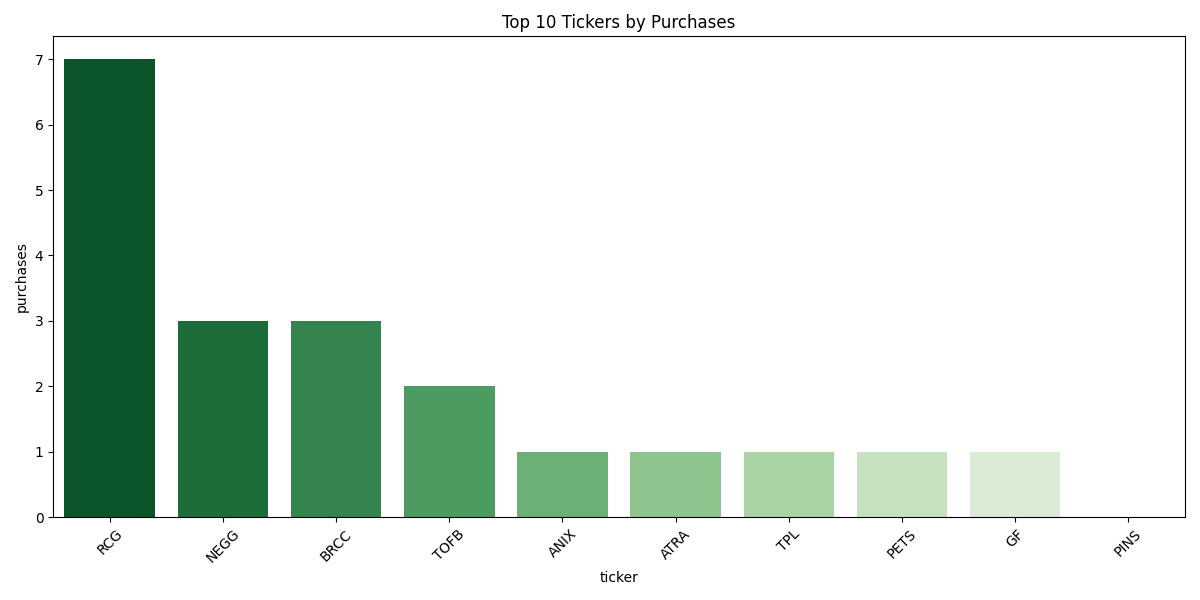 Top 10 Tickers by Purchases
purchases
7
6
5
4
3
2
1
0
RCG NEGG BRCC TOFB ANIX ATRA TPL PETS GF PINS
ticker